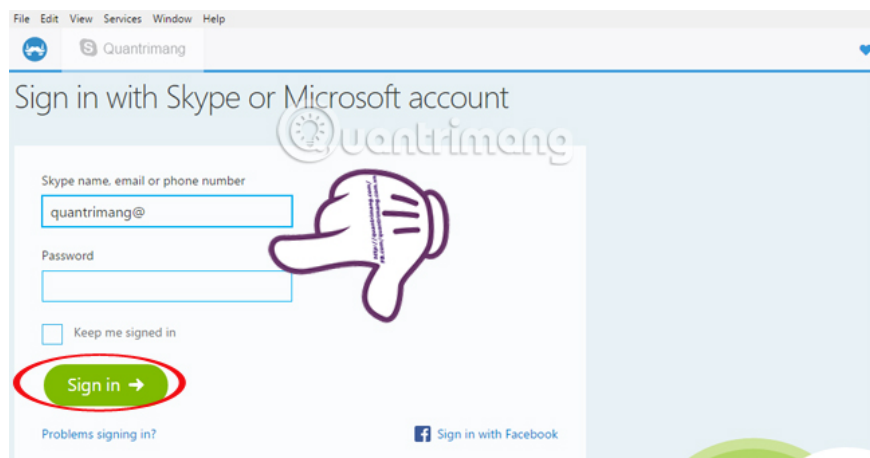 File Edit View Services Window Help
Quantrimang
Sign in with Skype or Microsoft account
Quantrimang
Skype name, email or phone number
quantrimang@
Password
Keep me signed in
Sign in
Problems signing in?
Sign in with Facebook